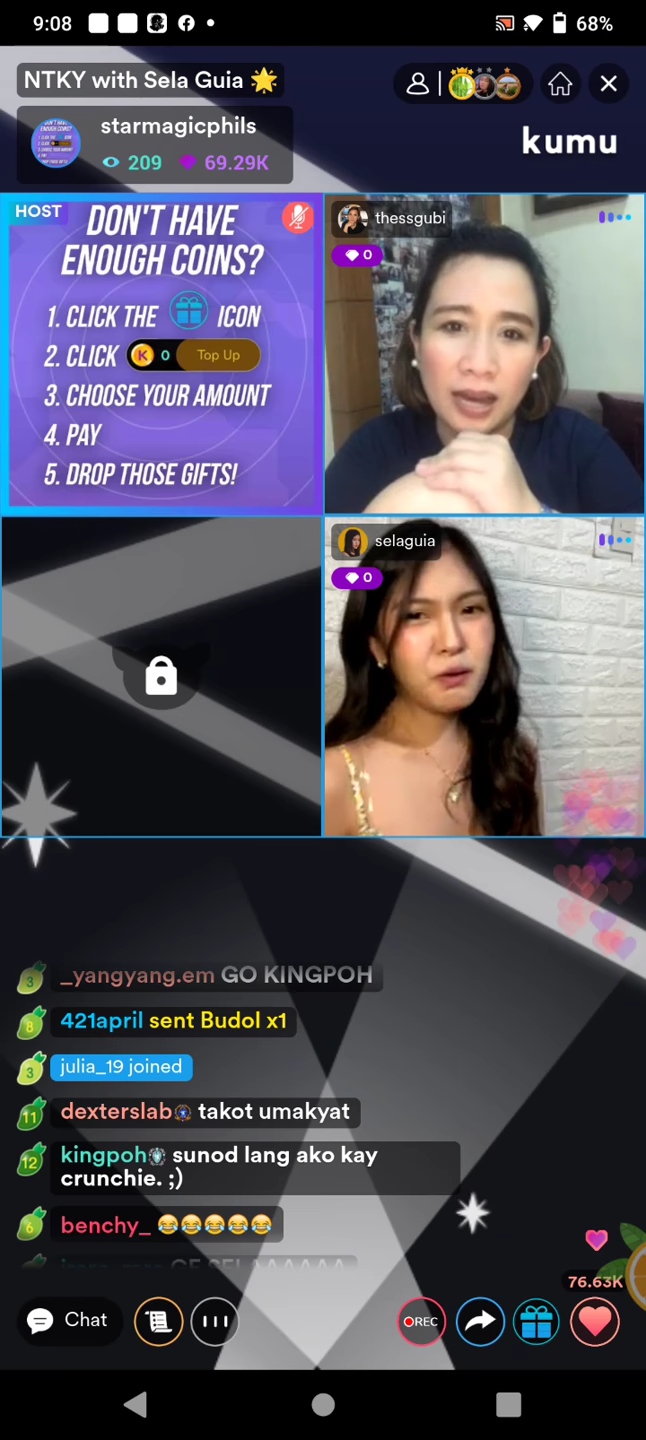 9:08
68%
NTKY with Sela Guia 🌟
starmagicphils
209 69.29K
kumu
HOST
DON'T HAVE
ENOUGH COINS?
1. CLICK THE ICON
2. CLICK K 0 Top Up
3. CHOOSE YOUR AMOUNT
4. PAY
5. DROP THOSE GIFTS!
thessgubi
0
selaguia
0
3 _yangyang.em GO KINGPOH
8 421april sent Budol x1
3 julia_19 joined
11 dexterslab takot umakyat
12 kingpoh sunod lang ako kay
crunchie. ;)
6 benchy_ 😂😂😂😂😂
76.63K
Chat
REC